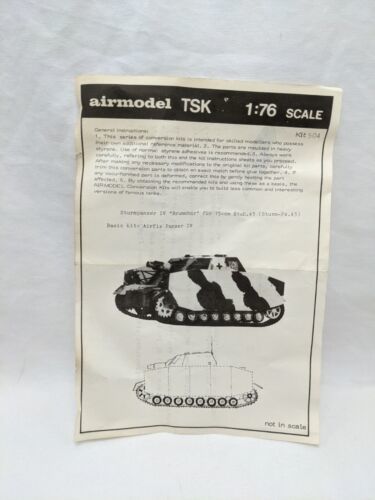 airmodel TSK 1:76 SCALE
Kit 504
General Instructions:
1. This series of conversion kits is intended for skilled modellers who possess
their own additional reference material. 2. The parts are moulded in heavy
styrene. Use of normal styrene adhesives is recommended. 3. Always work
carefully, referring to both this and the kit instruction sheets as you proceed.
After making any necessary modifications to the original kit parts, carefully
trim this conversion parts to obtain an exact match before glue together. 4. If
any vacu-formed part is deformed, correct this by gently heating the part
affected. 5. By obtaining the recommended kits and using these as a basis, the
AIRMODEL Conversion Kits will enable you to build less common and interesting
versions of these vehicles.
Sturmpanzer IV "Brummbär" für 15cm StuH.43 (Sturm-Pz.43)
Basic kit: Airfix Panzer IV
not in scale